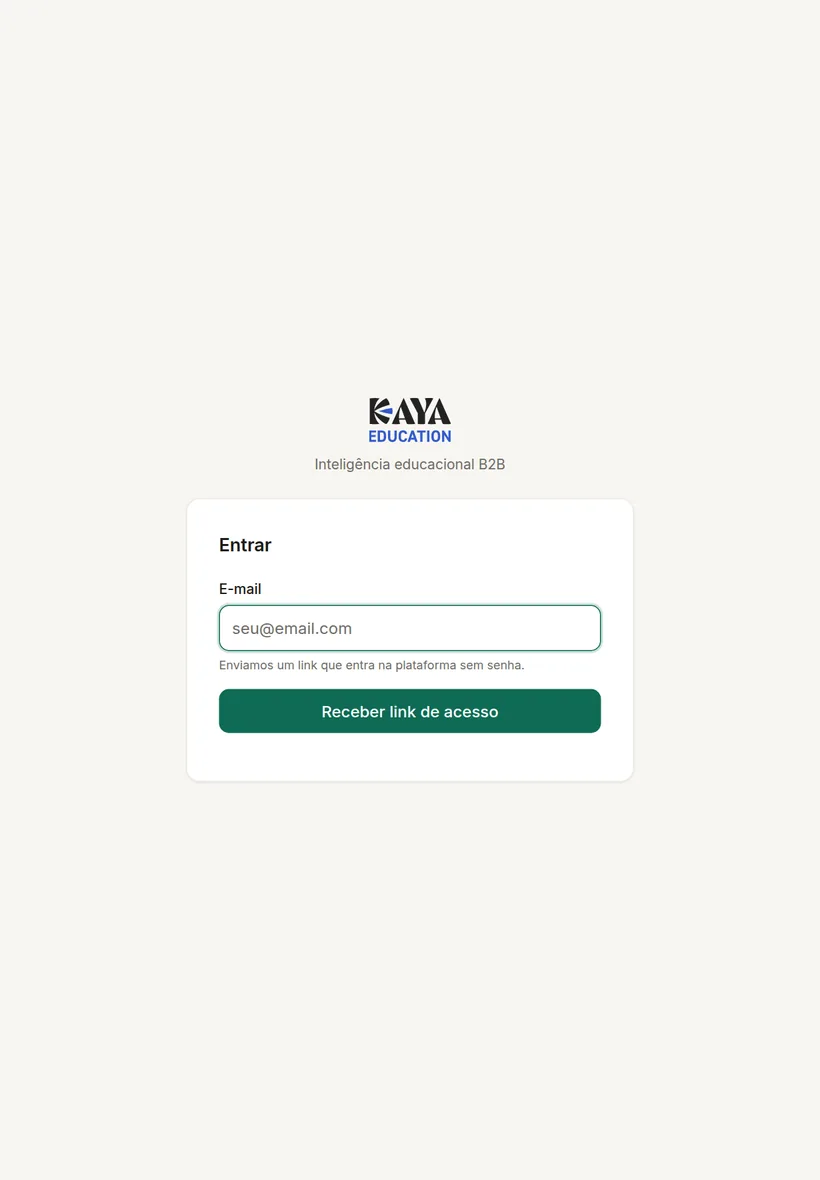 KAYA
EDUCATION
Inteligência educacional B2B
Entrar
E-mail
seu@email.com
Enviamos um link que entra na plataforma sem senha.
Receber link de acesso